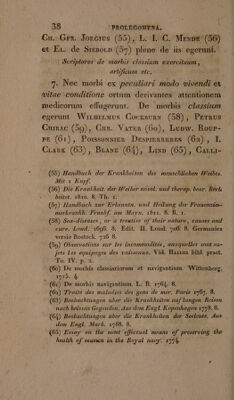 38 PROLEGOMENA.
CH. GFR. JOERGIUS (55), L. I. C. MENDE (56)
et EL. de SIEBOLD (57) plene de iis egerunt.
Scriptores de morbis classium exercituum,
artificum etc.
7. Nec morbi ex peculiari modo vivendi et
vitae conditione ortum derivantes attentionem
medicorum effugerunt. De morbis classium
egerunt WILHELMUS COCKBURN (58), PETRUS
CHIRAC (59), CHR. VATER (60), LUDW. ROUP-
PE (61), POISSONNIER DESPIERRERES (62), I.
CLARK (63), BLANE (64), LIND (65), CALLI-
(55) Handbuch der Krankheiten des menschlichen Weibes.
Mit 1 Kupf.
(56) Die Krankheit. der Weiber nosol. und therap. bear. Röck
beitet. 1810. 8. Th. 1.
(57) Handbuch zur Erkenntn. und Heilung der Frauenzim-
merkrankh. Frankf. am Mayn. 1821. 8. B. 1.
(58) Sea-diseases, or a treatise of their nature, causes and
cure. Lond. 1696. 8. Edit. II. Lond. 706 8. Germanice
versio Rostock. 726 8.
(59) Observations sur les incommodités, auxquelles sont su-
jets les equipages des vaisseaux. Vid. HALLER bibl. pract.
To. IV. p. 2.
(60) De morbis classiariorum et navigantium Wittenberg.
1715. 4.
(61) De morbis navigantium. L. B. 1764. 8.
(62) Traité des maladies des gens de mer. Paris 1767. 8.
(63) Beobachtungen über die Krankheiten auf langen Reisen
nach heissen Gegenden. Aus dem Engl. Kopenhagen 1778. 8.
(64) Beobachtungen über die Krankheiten der Seeleute. Aus
dem Engl. Marb. 1788. 8.
(65) Essay on the most effectual means of preserving the
health of seamen in the Royal navy. 1774